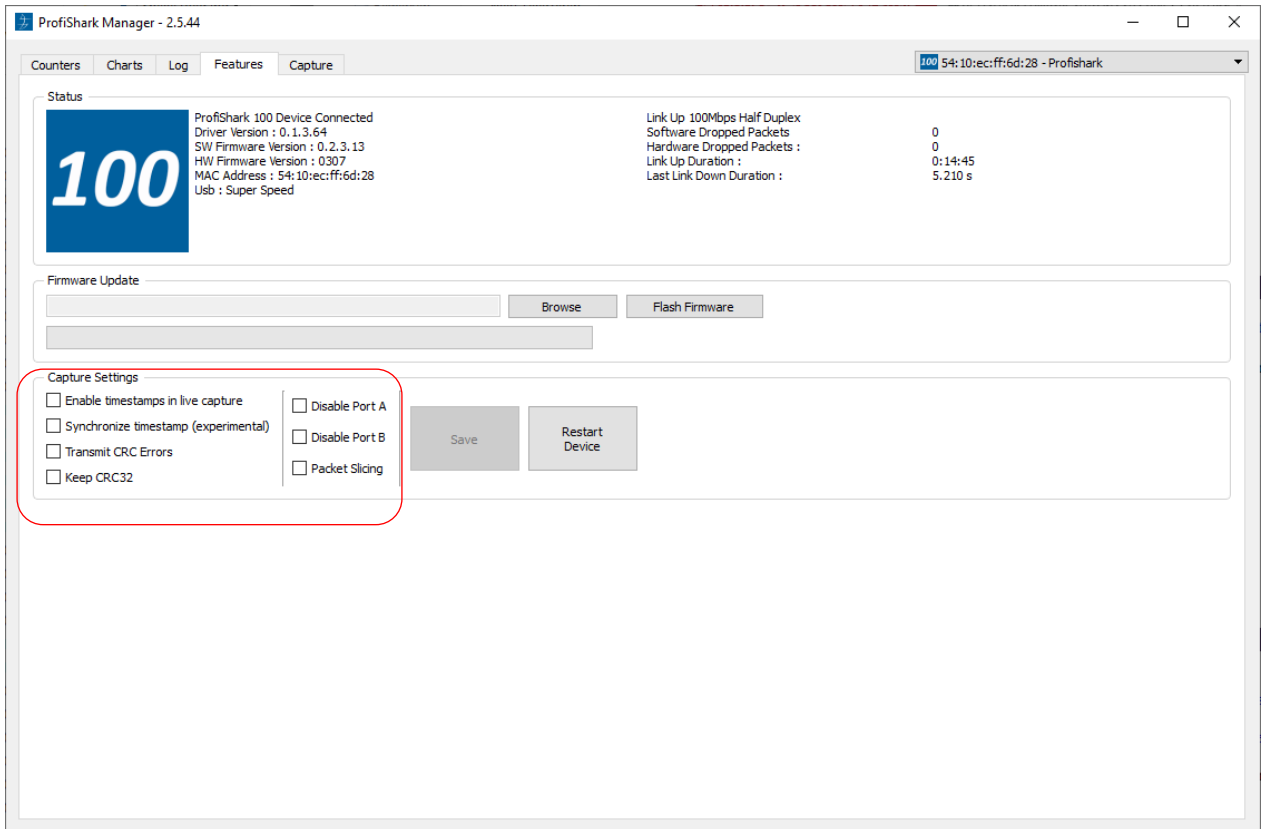 ProfiShark Manager - 2.5.44
Counters Charts Log Features Capture
100 54:10:ec:ff:6d:28 - Profishark
Status
100
ProfiShark 100 Device Connected
Driver Version : 0.1.3.64
SW Firmware Version : 0.2.3.13
HW Firmware Version : 0307
MAC Address : 54:10:ec:ff:6d:28
Usb : Super Speed
Link Up 100Mbps Half Duplex
Software Dropped Packets 0
Hardware Dropped Packets : 0
Link Up Duration : 0:14:45
Last Link Down Duration : 5.210 s
Firmware Update
Browse Flash Firmware
Capture Settings
Enable timestamps in live capture
Synchronize timestamp (experimental)
Transmit CRC Errors
Keep CRC32
Disable Port A
Disable Port B
Packet Slicing
Save
Restart
Device